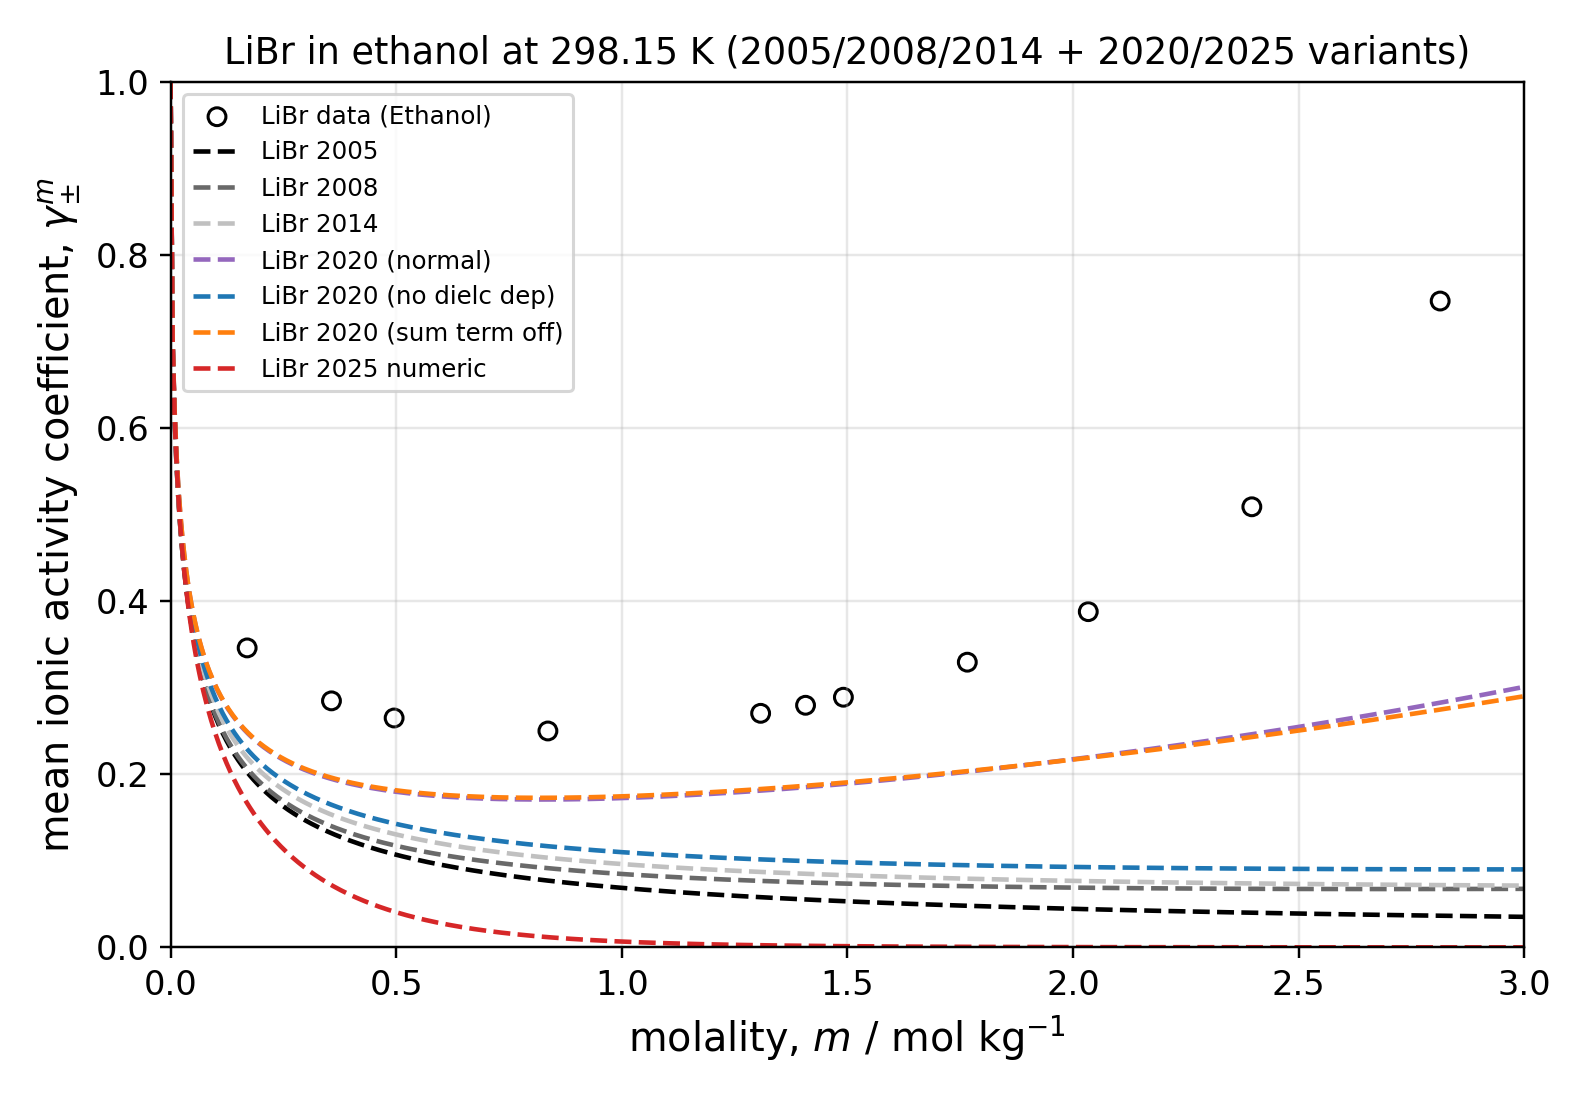 LiBr in ethanol at 298.15 K (2005/2008/2014 + 2020/2025 variants)
mean ionic activity coefficient, γ±^m
1.0
0.8
0.6
0.4
0.2
0.0
LiBr data (Ethanol)
LiBr 2005
LiBr 2008
LiBr 2014
LiBr 2020 (normal)
LiBr 2020 (no dielc dep)
LiBr 2020 (sum term off)
LiBr 2025 numeric
0.0 0.5 1.0 1.5 2.0 2.5 3.0
molality, m / mol kg⁻¹